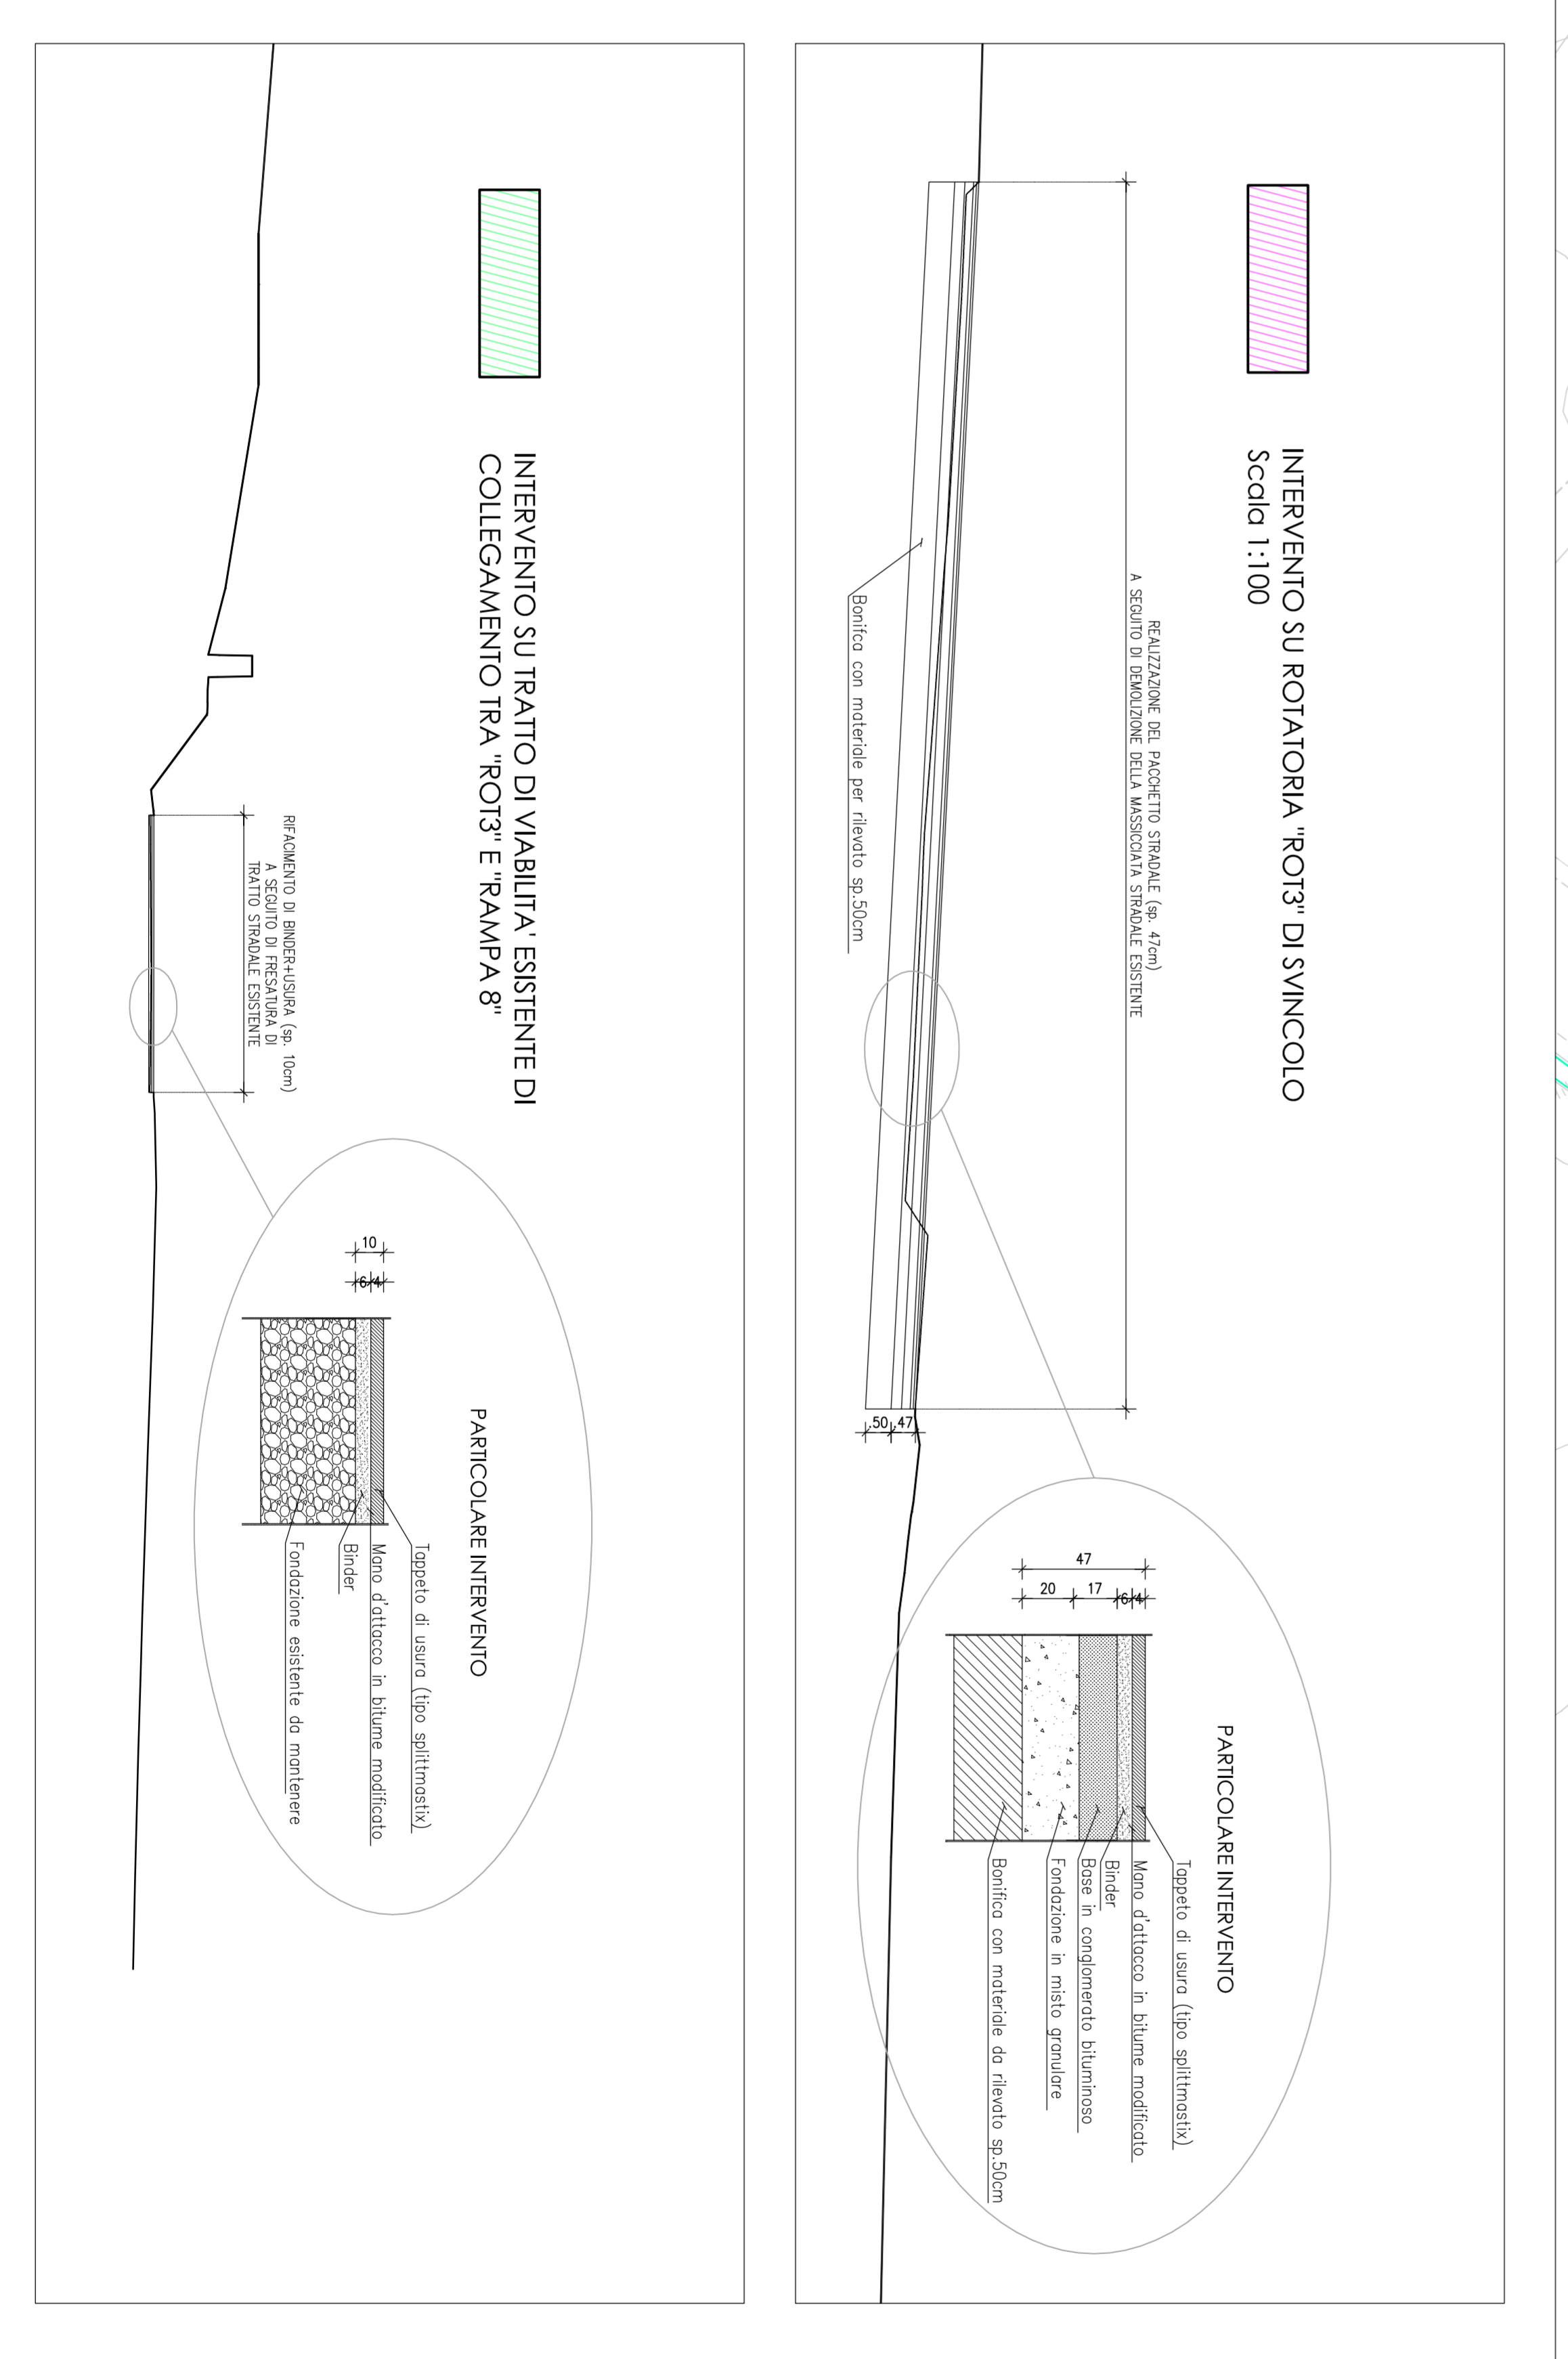 INTERVENTO SU ROTATORIA "ROT3" DI SVINCOLO
Scala 1:100
REALIZZAZIONE DEL PACCHETTO STRADALE (sp. 47cm)
A SEGUITO DI DEMOLIZIONE DELLA MASSICCIATA STRADALE ESISTENTE
Bonifca con materiale per rilevato sp.50cm
.50
.47
PARTICOLARE INTERVENTO
47
20
17
6
4
Tappeto di usura (tipo splittmastix)
Mano d'attacco in bitume modificato
Binder
Base in conglomerato bituminoso
Fondazione in misto granulare
Bonifica con materiale da rilevato sp.50cm
INTERVENTO SU TRATTO DI VIABILITA' ESISTENTE DI
COLLEGAMENTO TRA "ROT3" E "RAMPA 8"
RIFACIMENTO DI BINDER+USURA (sp. 10cm)
A SEGUITO DI FRESATURA DI
TRATTO STRADALE ESISTENTE
PARTICOLARE INTERVENTO
10
6
4
Tappeto di usura (tipo splittmastix)
Mano d'attacco in bitume modificato
Binder
Fondazione esistente da mantenere